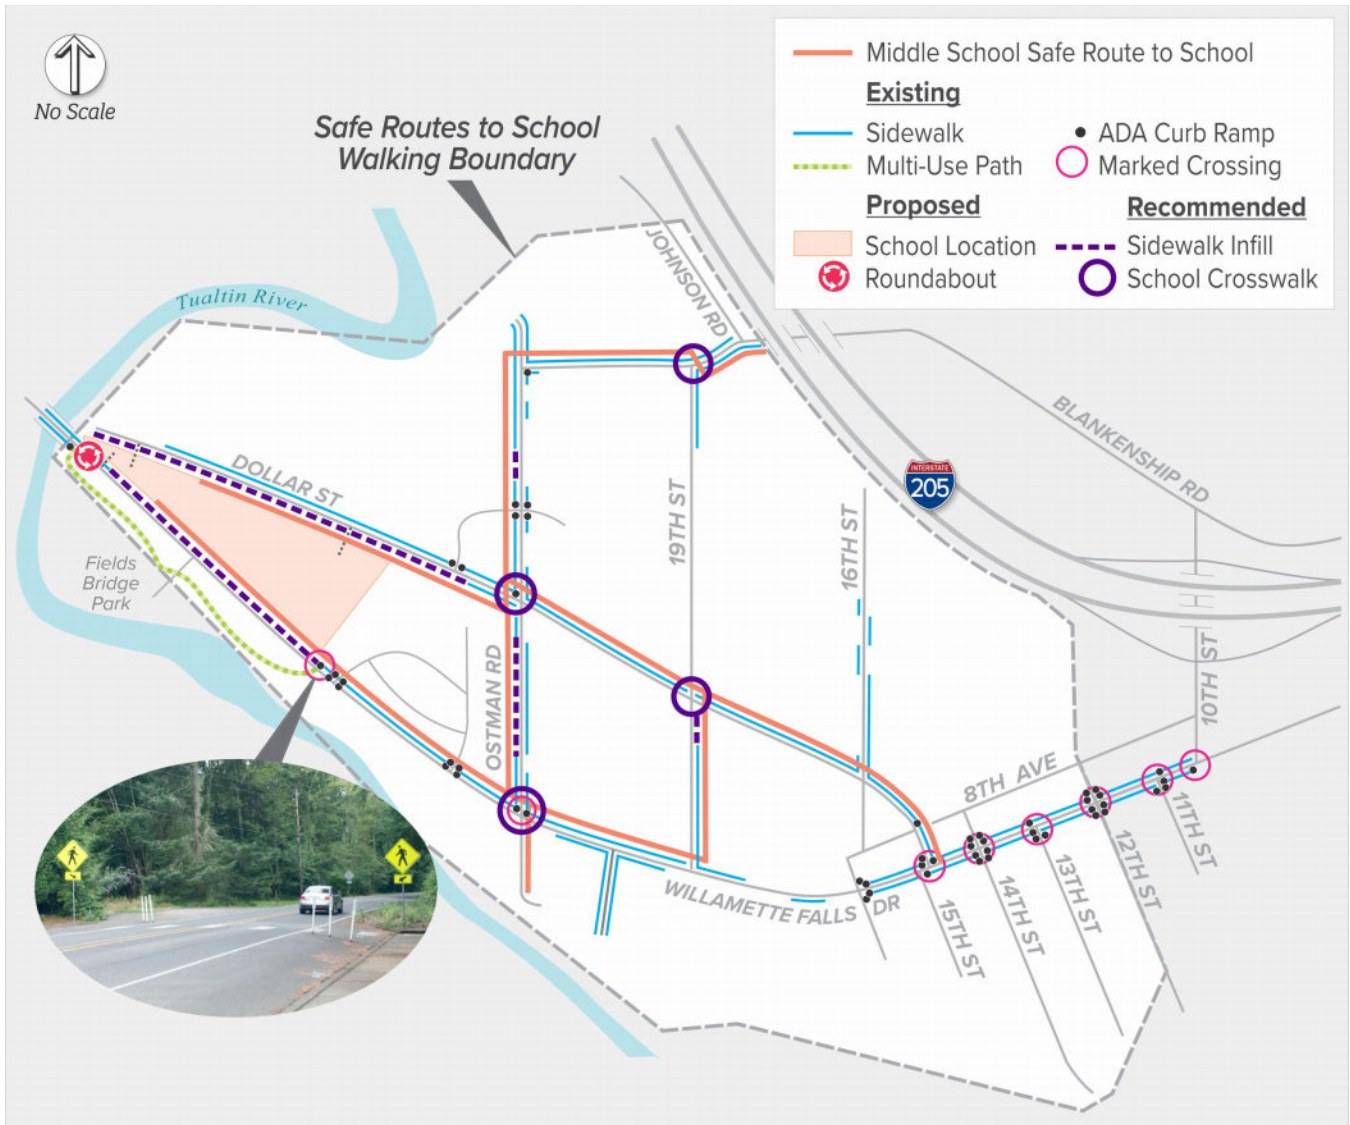 No Scale
Safe Routes to School
Walking Boundary
Middle School Safe Route to School
Existing
Sidewalk
Multi-Use Path
ADA Curb Ramp
Marked Crossing
Proposed
School Location
Roundabout
Recommended
Sidewalk Infill
School Crosswalk
Tualtin River
JOHNSON RD
BLANKENSHIP RD
INTERSTATE
205
DOLLAR ST
19TH ST
16TH ST
Fields
Bridge
Park
OSTMAN RD
10TH ST
8TH AVE
11TH ST
12TH ST
13TH ST
14TH ST
15TH ST
WILLAMETTE FALLS DR